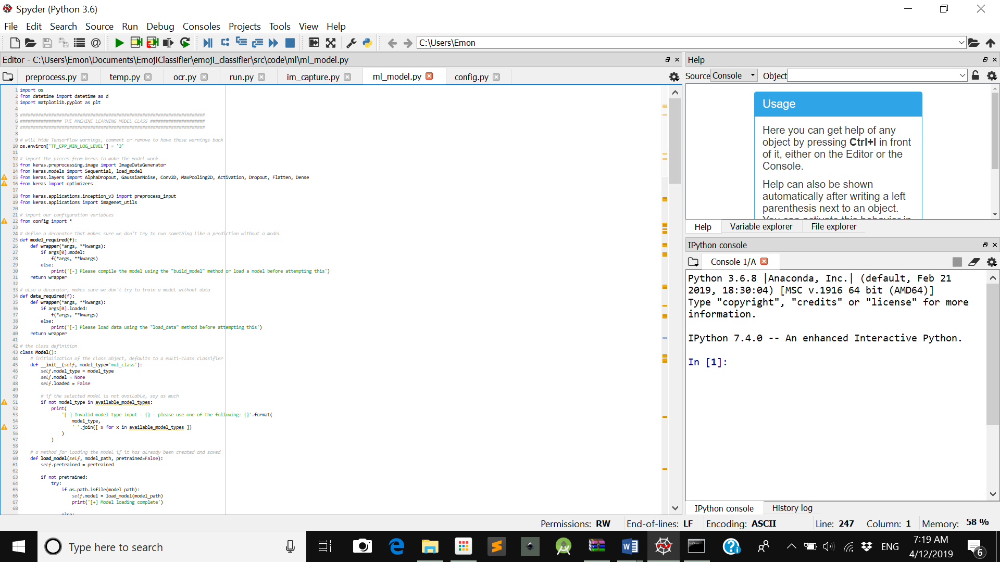 Spyder (Python 3.6)
File Edit Search Source Run Debug Consoles Projects Tools View Help
C:\Users\Emon
Editor - C:\Users\Emon\Documents\EmojiClassifier\emoji_classifier\src\code\ml\ml_model.py
preprocess.py temp.py ocr.py run.py im_capture.py ml_model.py config.py
1 import os
2 from datetime import datetime as d
3 import matplotlib.pyplot as plt
4
5 #######################################################################
6 ################ THE MACHINE LEARNING MODEL CLASS #####################
7 #######################################################################
8
9 # will hide TensorFlow warnings, comment or remove to have those warnings back
10 os.environ['TF_CPP_MIN_LOG_LEVEL'] = '3'
11
12 # import the pieces from keras to make the model work
13 from keras.preprocessing.image import ImageDataGenerator
14 from keras.models import Sequential, load_model
15 from keras.layers import AlphaDropout, GaussianNoise, Conv2D, MaxPooling2D, Activation, Dropout, Flatten, Dense
16 from keras import optimizers
17
18 from keras.applications.inception_v3 import preprocess_input
19 from keras.applications import imagenet_utils
20
21 # import our configuration variables
22 from config import *
23
24 # define a decorator that makes sure we don't try to run something like a prediction without a model
25 def model_required(f):
26     def wrapper(*args, **kwargs):
27         if args[0].model:
28             f(*args, **kwargs)
29         else:
30             print('[-] Please compile the model using the "build_model" method or load a model before attempting this')
31     return wrapper
32
33 # also a decorator, makes sure we don't try to train a model without data
34 def data_required(f):
35     def wrapper(*args, **kwargs):
36         if args[0].loaded:
37             f(*args, **kwargs)
38         else:
39             print('[-] Please load data using the "load_data" method before attempting this')
40     return wrapper
41
42 # the class definition
43 class Model():
44     # initialization of the class object, defaults to a multi-class classifier
45     def __init__(self, model_type='mul_class'):
46         self.model_type = model_type
47         self.model = None
48         self.loaded = False
49
50         # if the selected model is not available, say as much
51         if not model_type in available_model_types:
52             print(
53                 '[-] Invalid model type input - {} - please use one of the following: {}'.format(
54                     model_type,
55                     ' '.join([ x for x in available_model_types ])
56                 )
57             )
58
59     # a method for loading the model if it has already been created and saved
60     def load_model(self, model_path, pretrained=False):
61         self.pretrained = pretrained
62
63         if not pretrained:
64             try:
65                 if os.path.isfile(model_path):
66                     self.model = load_model(model_path)
67                     print('[+] Model loading complete')
68
else:
Help
Source Console Object
Usage
Here you can get help of any
object by pressing Ctrl+I in front
of it, either on the Editor or the
Console.
Help can also be shown
automatically after writing a left
parenthesis next to an object.
You can activate this behavior in
Help Variable explorer File explorer
IPython console
Console 1/A
Python 3.6.8 |Anaconda, Inc.| (default, Feb 21
2019, 18:30:04) [MSC v.1916 64 bit (AMD64)]
Type "copyright", "credits" or "license" for more
information.
IPython 7.4.0 -- An enhanced Interactive Python.
In [1]:
IPython console History log
Permissions: RW End-of-lines: LF Encoding: ASCII Line: 247 Column: 1 Memory: 58 %
Type here to search
ENG
7:19 AM
4/12/2019
6